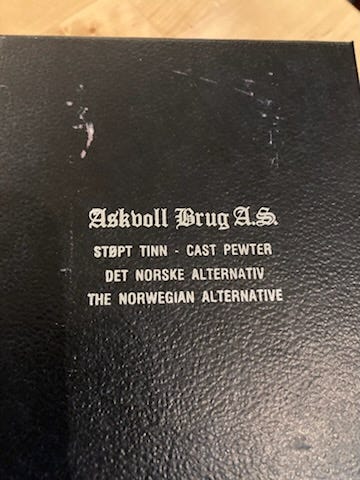 Askvoll Brug A.S.
STØPT TINN - CAST PEWTER
DET NORSKE ALTERNATIV
THE NORWEGIAN ALTERNATIVE